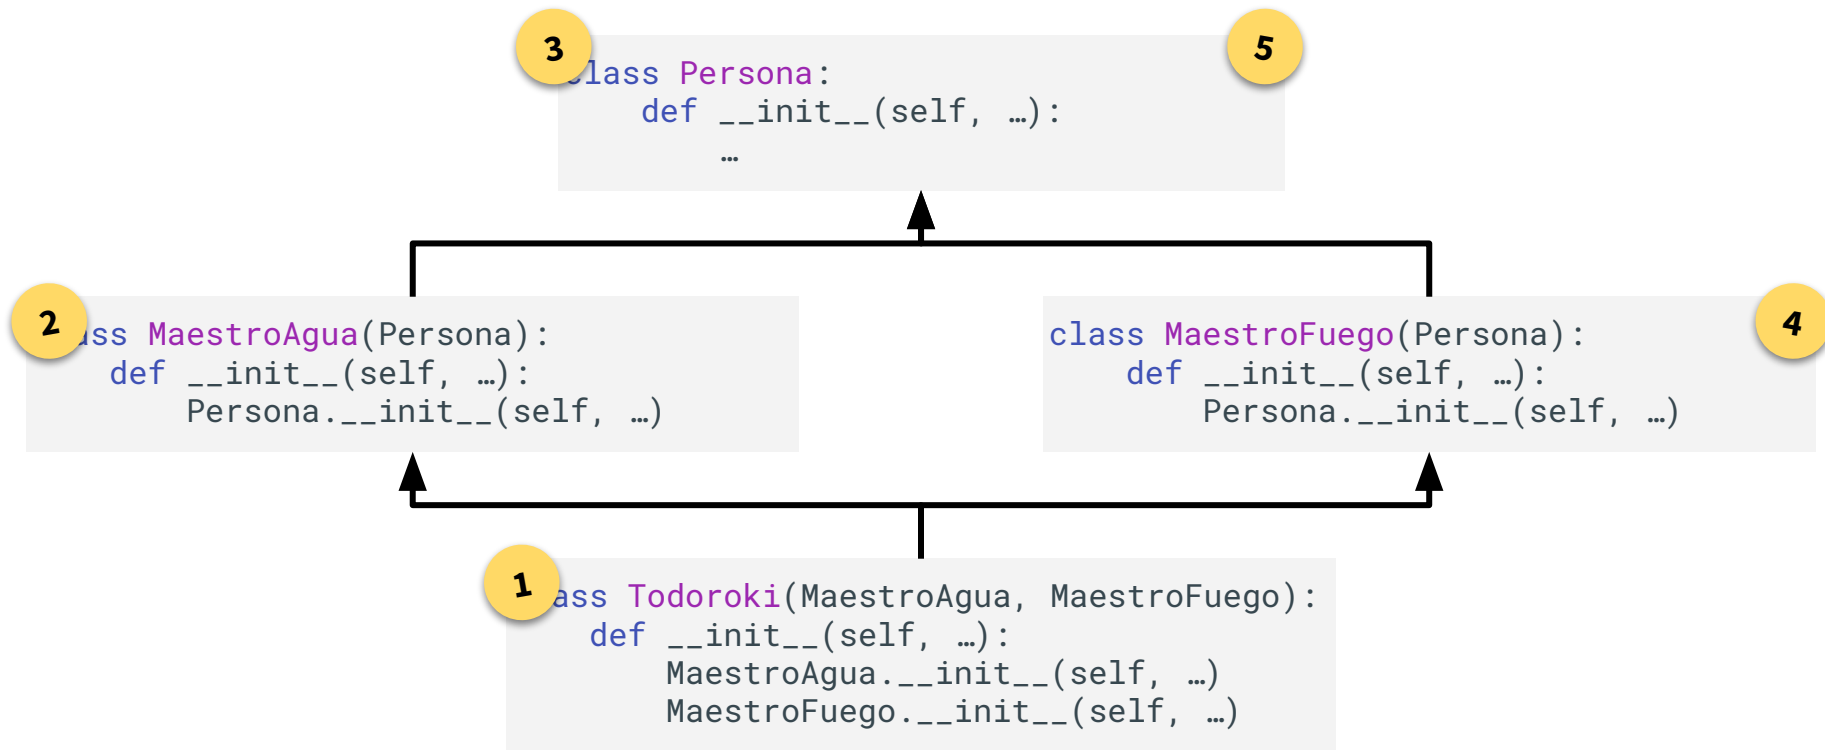 3
5
lass Persona:
def __init__(self, …):
…
2
ss MaestroAgua(Persona):
def __init__(self, …):
Persona.__init__(self, …)
class MaestroFuego(Persona):
def __init__(self, …):
Persona.__init__(self, …)
4
1
ass Todoroki(MaestroAgua, MaestroFuego):
def __init__(self, …):
MaestroAgua.__init__(self, …)
MaestroFuego.__init__(self, …)